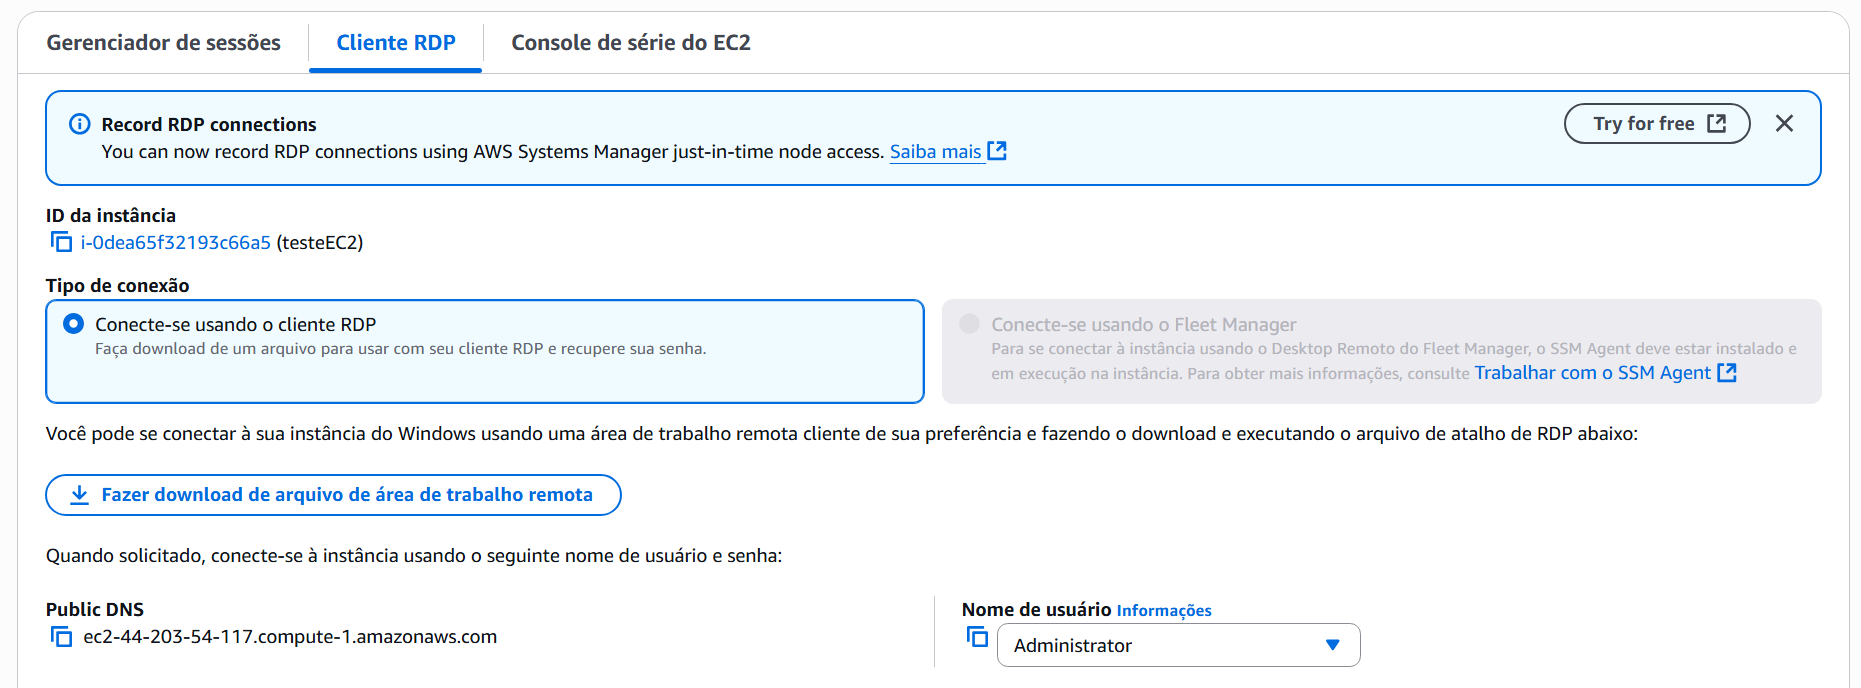 Gerenciador de sessões
Cliente RDP
Console de série do EC2
Record RDP connections
You can now record RDP connections using AWS Systems Manager just-in-time node access. Saiba mais
Try for free
ID da instância
i-0dea65f32193c66a5 (testeEC2)
Tipo de conexão
Conecte-se usando o cliente RDP
Faça download de um arquivo para usar com seu cliente RDP e recupere sua senha.
Conecte-se usando o Fleet Manager
Para se conectar à instância usando o Desktop Remoto do Fleet Manager, o SSM Agent deve estar instalado e
em execução na instância. Para obter mais informações, consulte Trabalhar com o SSM Agent
Você pode se conectar à sua instância do Windows usando uma área de trabalho remota cliente de sua preferência e fazendo o download e executando o arquivo de atalho de RDP abaixo:
Fazer download de arquivo de área de trabalho remota
Quando solicitado, conecte-se à instância usando o seguinte nome de usuário e senha:
Public DNS
ec2-44-203-54-117.compute-1.amazonaws.com
Nome de usuário Informações
Administrator